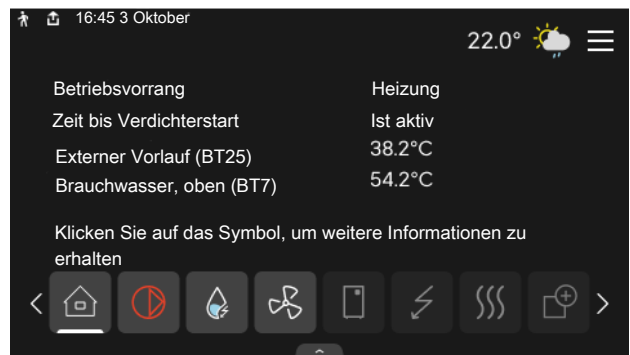 16:45 3 Oktober
22.0°
Betriebsvorrang Heizung
Zeit bis Verdichterstart Ist aktiv
Externer Vorlauf (BT25) 38.2°C
Brauchwasser, oben (BT7) 54.2°C
Klicken Sie auf das Symbol, um weitere Informationen zu
erhalten